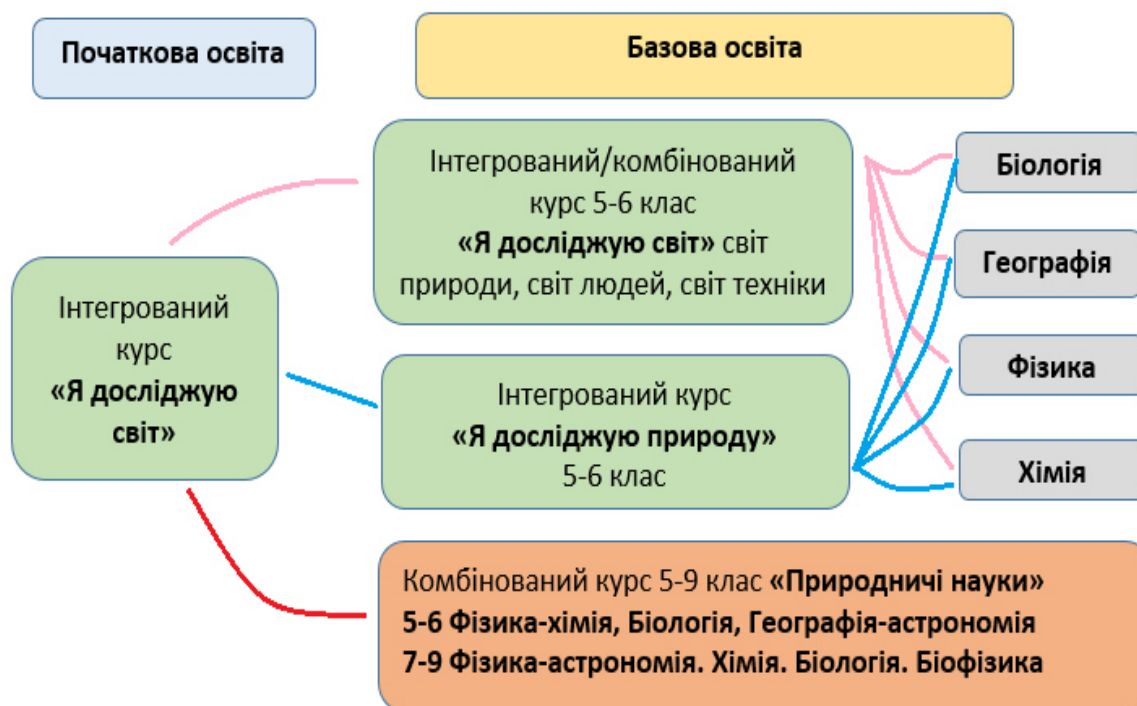 Початкова освіта
Базова освіта
Інтегрований
курс
«Я досліджую
світ»
Інтегрований/комбінований
курс 5-6 клас
«Я досліджую світ» світ
природи, світ людей, світ техніки
Інтегрований курс
«Я досліджую природу»
5-6 клас
Комбінований курс 5-9 клас «Природничі науки»
5-6 Фізика-хімія, Біологія, Географія-астрономія
7-9 Фізика-астрономія. Хімія. Біологія. Біофізика
Біологія
Географія
Фізика
Хімія